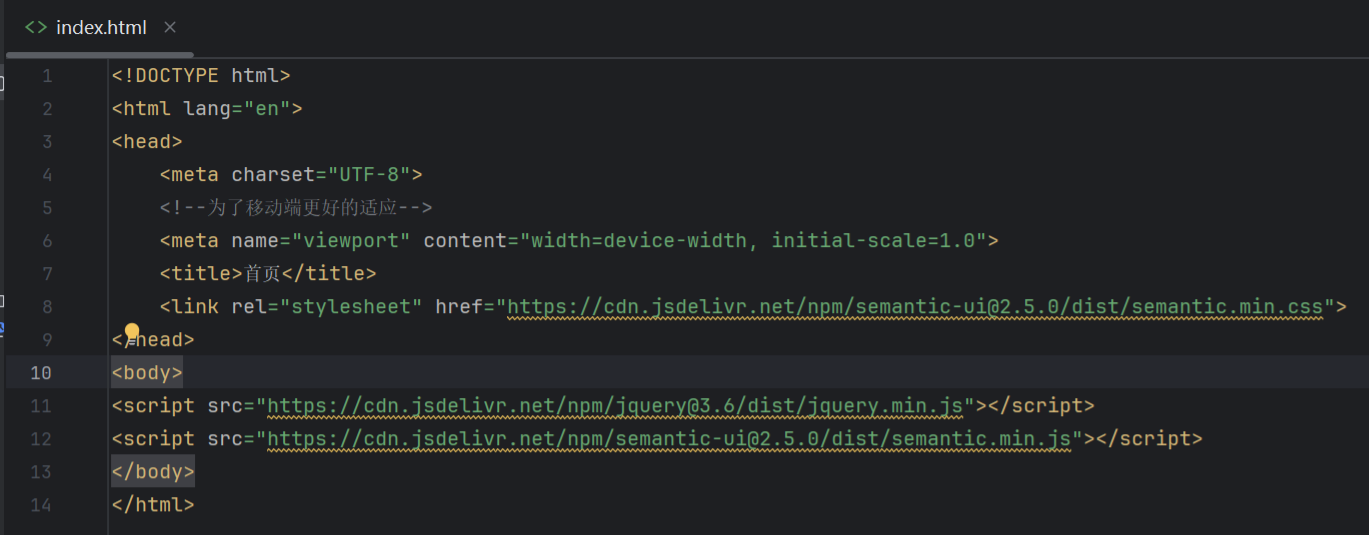 index.html
1 <!DOCTYPE html>
2 <html lang="en">
3 <head>
4 <meta charset="UTF-8">
5 <!--为了移动端更好的适应-->
6 <meta name="viewport" content="width=device-width, initial-scale=1.0">
7 <title>首页</title>
8 <link rel="stylesheet" href="https://cdn.jsdelivr.net/npm/semantic-ui@2.5.0/dist/semantic.min.css">
9 </head>
10 <body>
11 <script src="https://cdn.jsdelivr.net/npm/jquery@3.6/dist/jquery.min.js"></script>
12 <script src="https://cdn.jsdelivr.net/npm/semantic-ui@2.5.0/dist/semantic.min.js"></script>
13 </body>
14 </html>